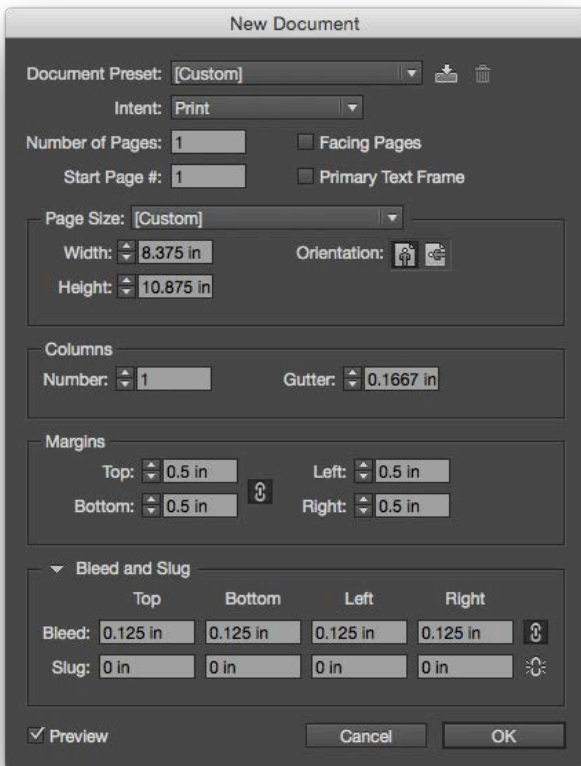 New Document
Document Preset: [Custom]
Intent: Print
Number of Pages: 1 Facing Pages
Start Page #: 1 Primary Text Frame
Page Size: [Custom]
Width: 8.375 in Orientation:
Height: 10.875 in
Columns
Number: 1 Gutter: 0.1667 in
Margins
Top: 0.5 in Left: 0.5 in
Bottom: 0.5 in Right: 0.5 in
Bleed and Slug
Top Bottom Left Right
Bleed: 0.125 in 0.125 in 0.125 in 0.125 in
Slug: 0 in 0 in 0 in 0 in
Preview Cancel OK